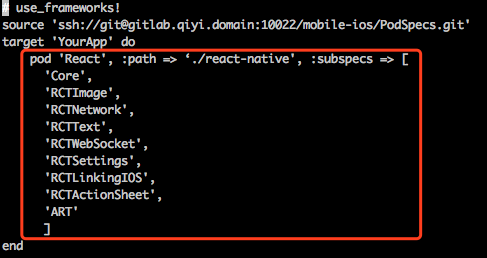 # use_frameworks!
source 'ssh://git@gitlab.qiyi.domain:10022/mobile-ios/PodSpecs.git'
target 'YourApp' do
pod 'React', :path => ‘./react-native', :subspecs => [
'Core',
'RCTImage',
'RCTNetwork',
'RCTText',
'RCTWebSocket',
'RCTSettings',
'RCTLinkingIOS',
'RCTActionSheet',
'ART'
]
end